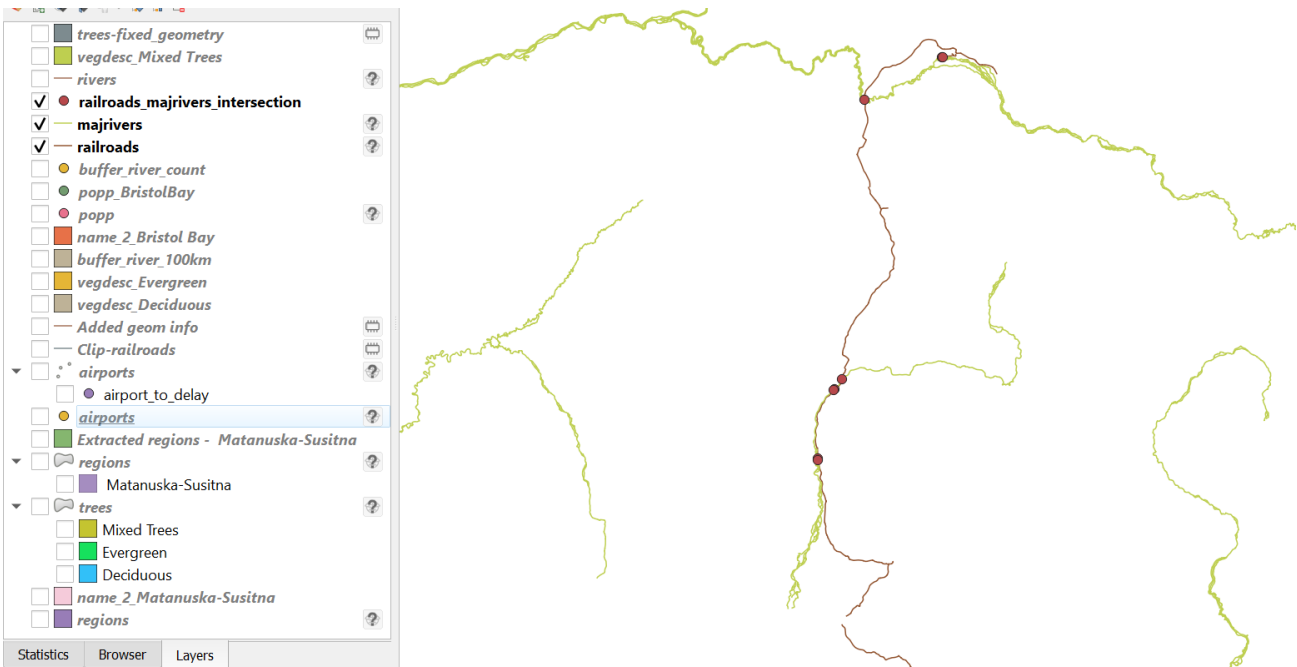 trees-fixed_geometry
vegdesc_Mixed Trees
rivers
railroads_majrivers_intersection
majrivers
railroads
buffer_river_count
popp_BristolBay
popp
name_2_Bristol Bay
buffer_river_100km
vegdesc_Evergreen
vegdesc_Deciduous
Added geom info
Clip-railroads
airports
airport_to_delay
airports
Extracted regions - Matanuska-Susitna
regions
Matanuska-Susitna
trees
Mixed Trees
Evergreen
Deciduous
name_2_Matanuska-Susitna
regions
Statistics Browser Layers